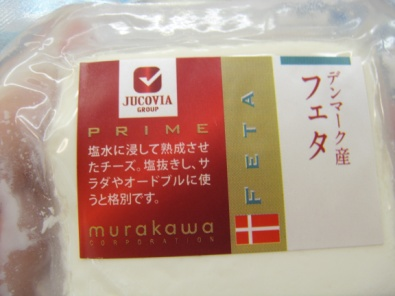 JUCOVIA
GROUP
PRIME
塩水に浸して熟成させ
たチーズ。塩抜きし、サ
ラダやオードブルに使
うと格別です。
murakawa
CORPORATION
FETA
デンマーク産
フェタ